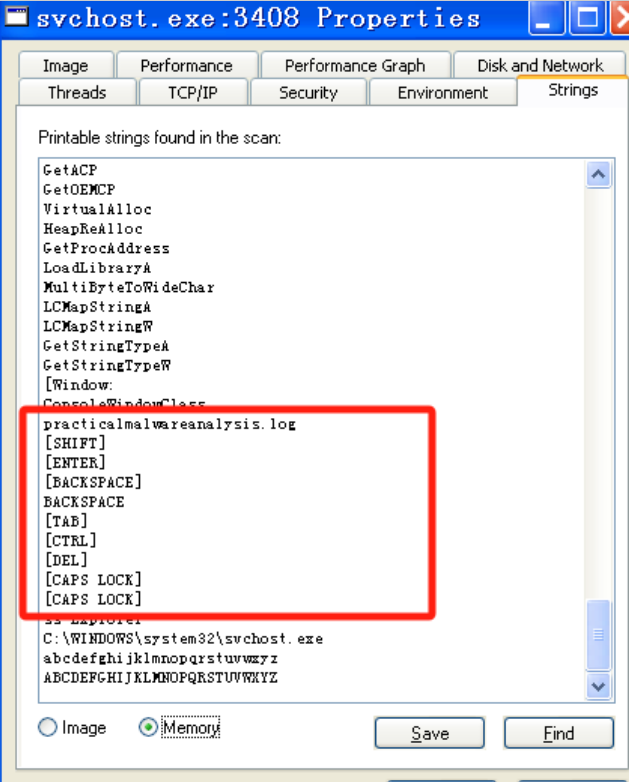 svchost.exe:3408 Properties
Image Performance Performance Graph Disk and Network
Threads TCP/IP Security Environment Strings
Printable strings found in the scan:
GetACP
GetOEMCP
VirtualAlloc
HeapReAlloc
GetProcAddress
LoadLibraryA
MultiByteToWideChar
LCMapStringA
LCMapStringW
GetStringTypeA
GetStringTypeW
[Window:
ConsoleWindowClass
practicalmalwareanalysis.log
[SHIFT]
[ENTER]
[BACKSPACE]
BACKSPACE
[TAB]
[CTRL]
[DEL]
[CAPS LOCK]
[CAPS LOCK]
ss Explorer
C:\WINDOWS\system32\svchost.exe
abcdefghijklmnopqrstuvwxyz
ABCDEFGHIJKLMNOPQRSTUVWXYZ
Image Memory Save Find